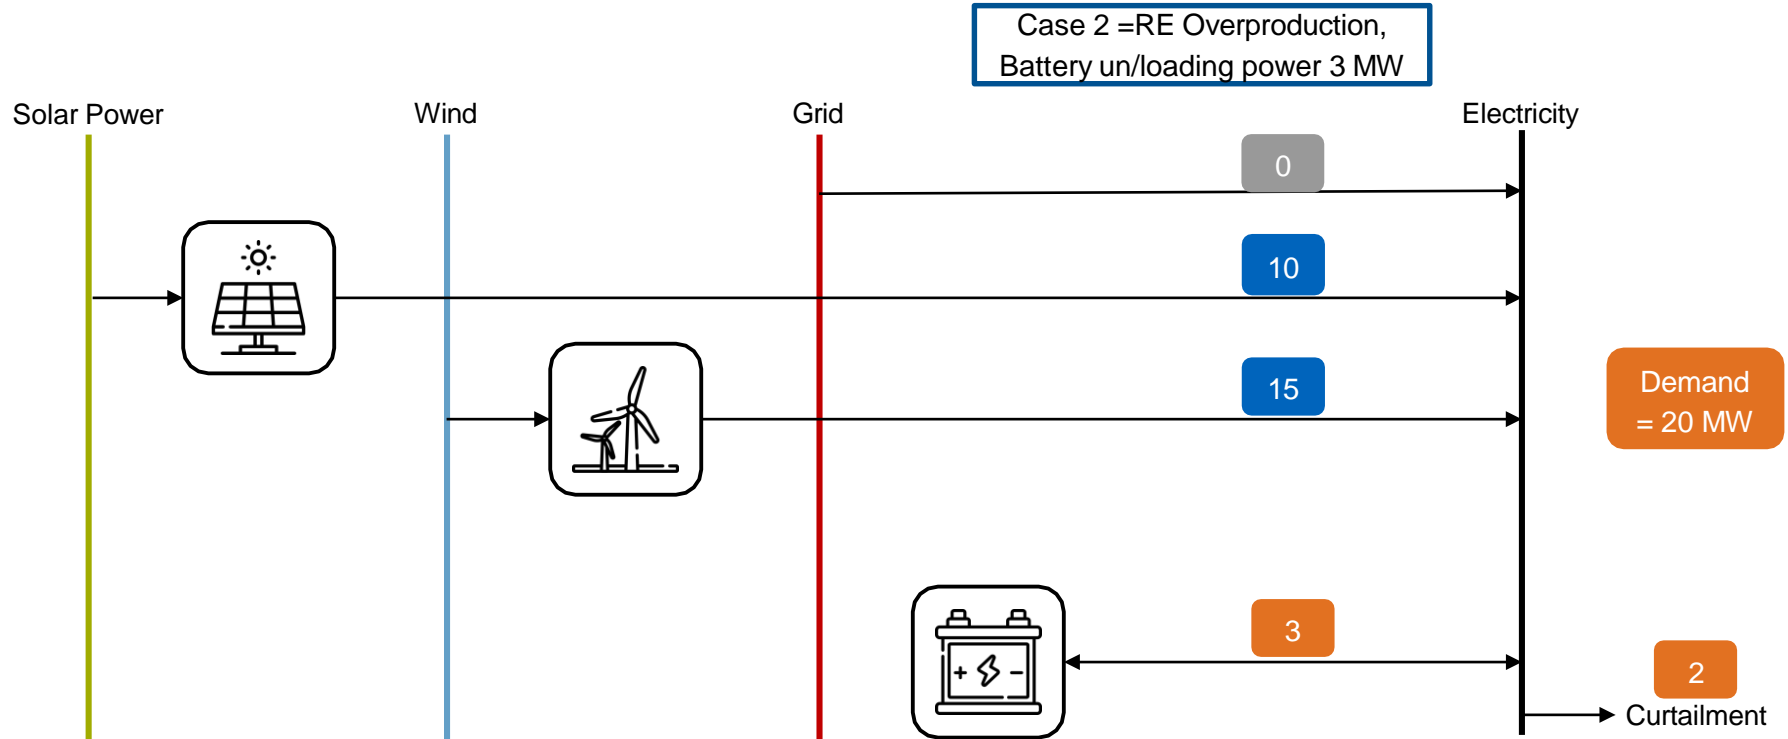 Case 2 =RE Overproduction,
Battery un/loading power 3 MW
Solar Power
Wind
Grid
Electricity
0
10
15
Demand
= 20 MW
3
+ -
2
Curtailment